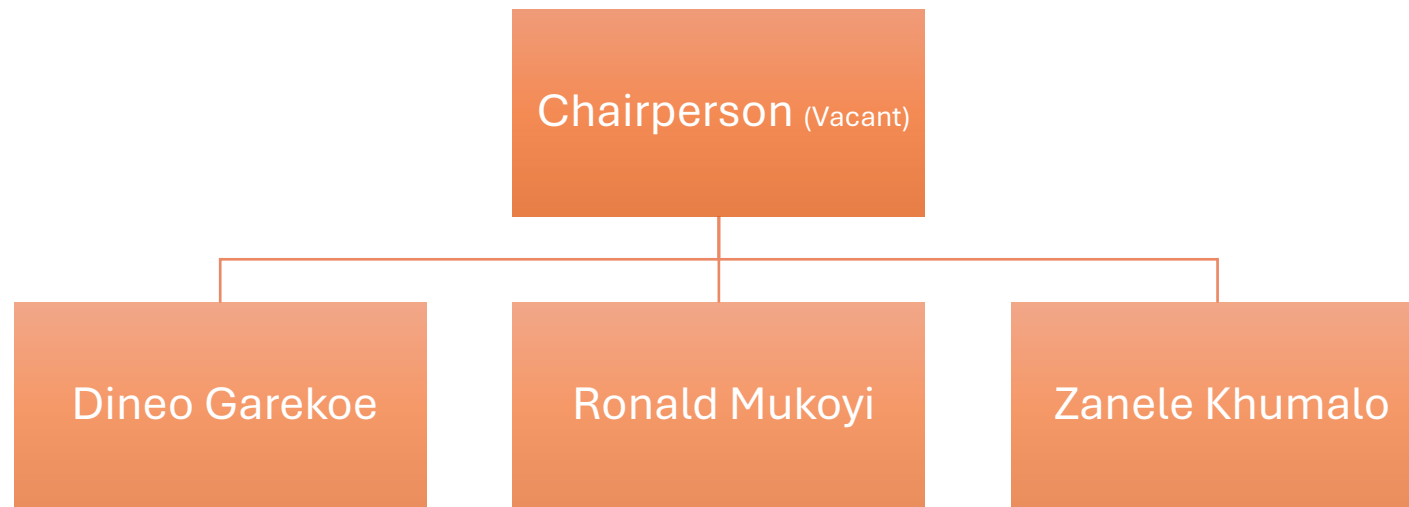 Chairperson (Vacant)
Dineo Garekoe
Ronald Mukoyi
Zanele Khumalo